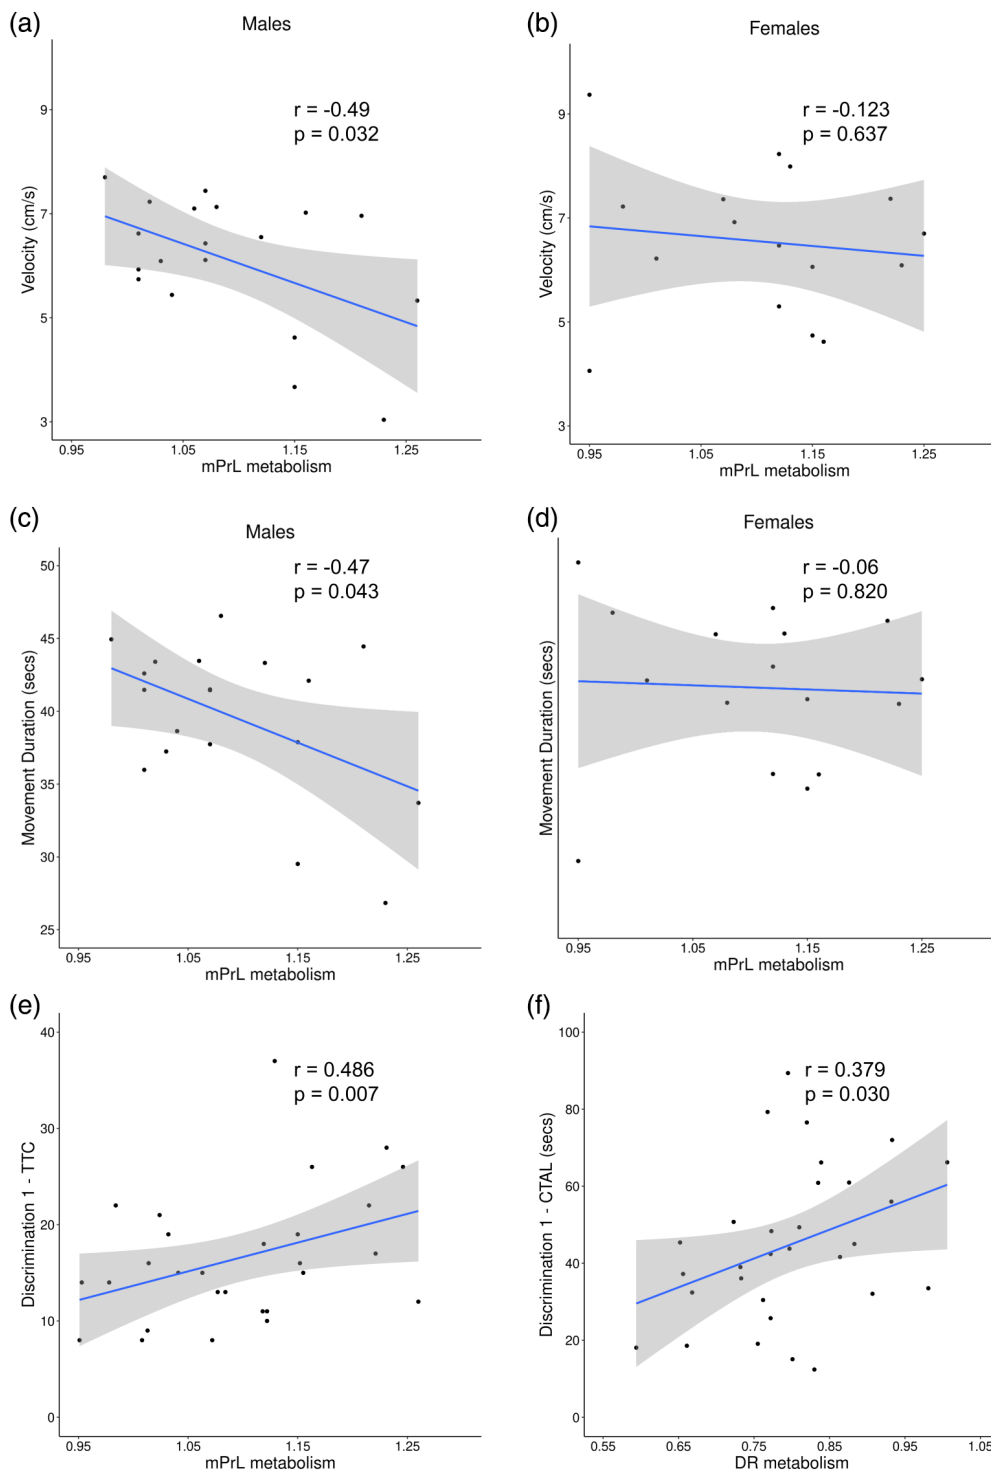 (a)
Males
r = -0.49
p = 0.032
9
7
5
3
Velocity (cm/s)
0.95
1.05
1.15
1.25
mPrL metabolism
(b)
Females
r = -0.123
p = 0.637
9
7
5
3
Velocity (cm/s)
0.95
1.05
1.15
1.25
mPrL metabolism
(c)
Males
r = -0.47
p = 0.043
50
45
40
35
30
25
Movement Duration (secs)
0.95
1.05
1.15
1.25
mPrL metabolism
(d)
Females
r = -0.06
p = 0.820
Movement Duration (secs)
0.95
1.05
1.15
1.25
mPrL metabolism
(e)
r = 0.486
p = 0.007
40
30
20
10
0
Discrimination 1 - TTC
0.95
1.05
1.15
1.25
mPrL metabolism
(f)
r = 0.379
p = 0.030
100
80
60
40
20
0
Discrimination 1 - CTAL (secs)
0.55
0.65
0.75
0.85
0.95
1.05
DR metabolism